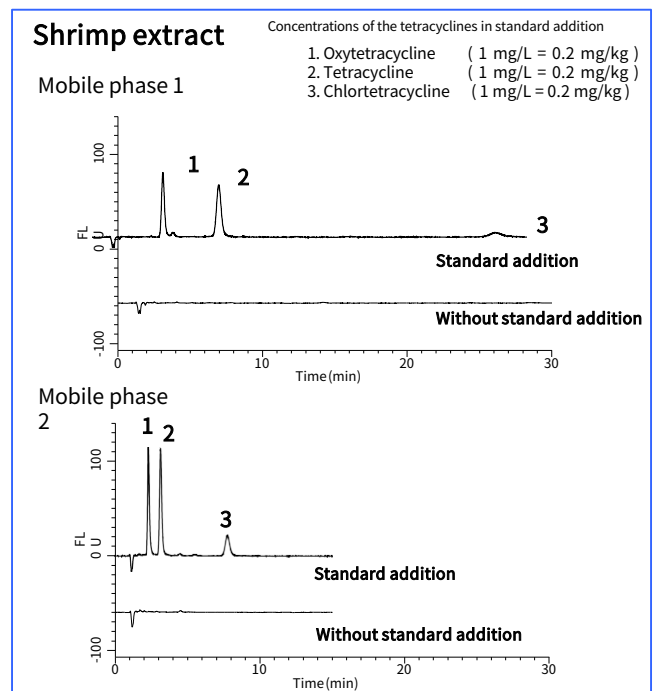 Shrimp extract
Concentrations of the tetracyclines in standard addition
1. Oxytetracycline ( 1 mg/L = 0.2 mg/kg )
2. Tetracycline ( 1 mg/L = 0.2 mg/kg )
3. Chlortetracycline ( 1 mg/L = 0.2 mg/kg )
Mobile phase 1
100
1
2
3
FL
0 U
Standard addition
Without standard addition
-100
0 10 20 30
Time (min)
Mobile phase
2
1 2
100
3
FL
0 U
Standard addition
Without standard addition
-100
0 10 20 30
Time (min)